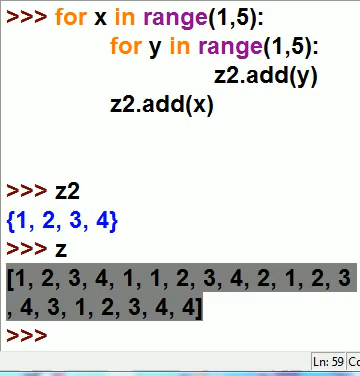 >>> for x in range(1,5):
for y in range(1,5):
z2.add(y)
z2.add(x)
>>> z2
{1, 2, 3, 4}
>>> z
[1, 2, 3, 4, 1, 1, 2, 3, 4, 2, 1, 2, 3
, 4, 3, 1, 2, 3, 4, 4]
>>>
Ln: 59 Co